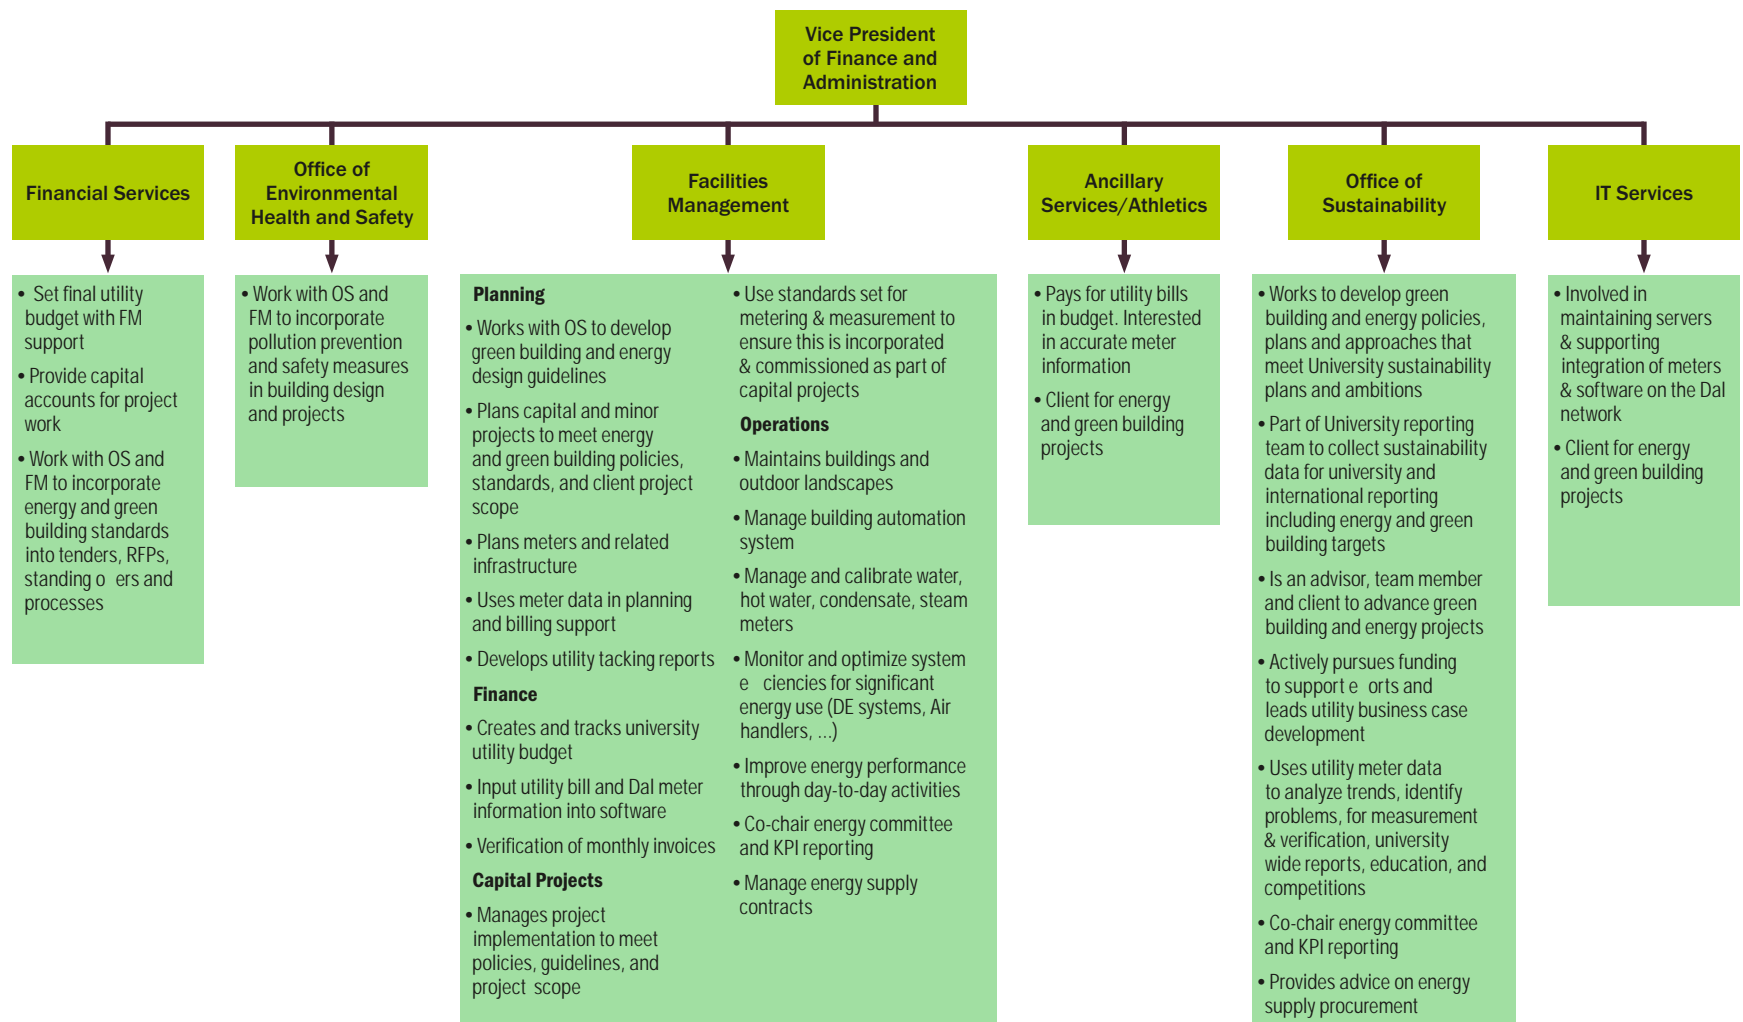 Vice President
of Finance and
Administration
Financial Services
• Set final utility
budget with FM
support
• Provide capital
accounts for project
work
• Work with OS and
FM to incorporate
energy and green
building standards
into tenders, RFPs,
standing o ers and
processes
Office of
Environmental
Health and Safety
• Work with OS and
FM to incorporate
pollution prevention
and safety measures
in building design
and projects
Facilities
Management
Planning
• Works with OS to develop
green building and energy
design guidelines
• Plans capital and minor
projects to meet energy
and green building policies,
standards, and client project
scope
• Plans meters and related
infrastructure
• Uses meter data in planning
and billing support
• Develops utility tacking reports
Finance
• Creates and tracks university
utility budget
• Input utility bill and Dal meter
information into software
• Verification of monthly invoices
Capital Projects
• Manages project
implementation to meet
policies, guidelines, and
project scope
• Use standards set for
metering & measurement to
ensure this is incorporated
& commissioned as part of
capital projects
Operations
• Maintains buildings and
outdoor landscapes
• Manage building automation
system
• Manage and calibrate water,
hot water, condensate, steam
meters
• Monitor and optimize system
e ciencies for significant
energy use (DE systems, Air
handlers, ...)
• Improve energy performance
through day-to-day activities
• Co-chair energy committee
and KPI reporting
• Manage energy supply
contracts
Ancillary
Services/Athletics
• Pays for utility bills
in budget. Interested
in accurate meter
information
• Client for energy
and green building
projects
Office of
Sustainability
• Works to develop green
building and energy policies,
plans and approaches that
meet University sustainability
plans and ambitions
• Part of University reporting
team to collect sustainability
data for university and
international reporting
including energy and green
building targets
• Is an advisor, team member
and client to advance green
building and energy projects
• Actively pursues funding
to support e orts and
leads utility business case
development
• Uses utility meter data
to analyze trends, identify
problems, for measurement
& verification, university
wide reports, education, and
competitions
• Co-chair energy committee
and KPI reporting
• Provides advice on energy
supply procurement
IT Services
• Involved in
maintaining servers
& supporting
integration of meters
& software on the Dal
network
• Client for energy
and green building
projects